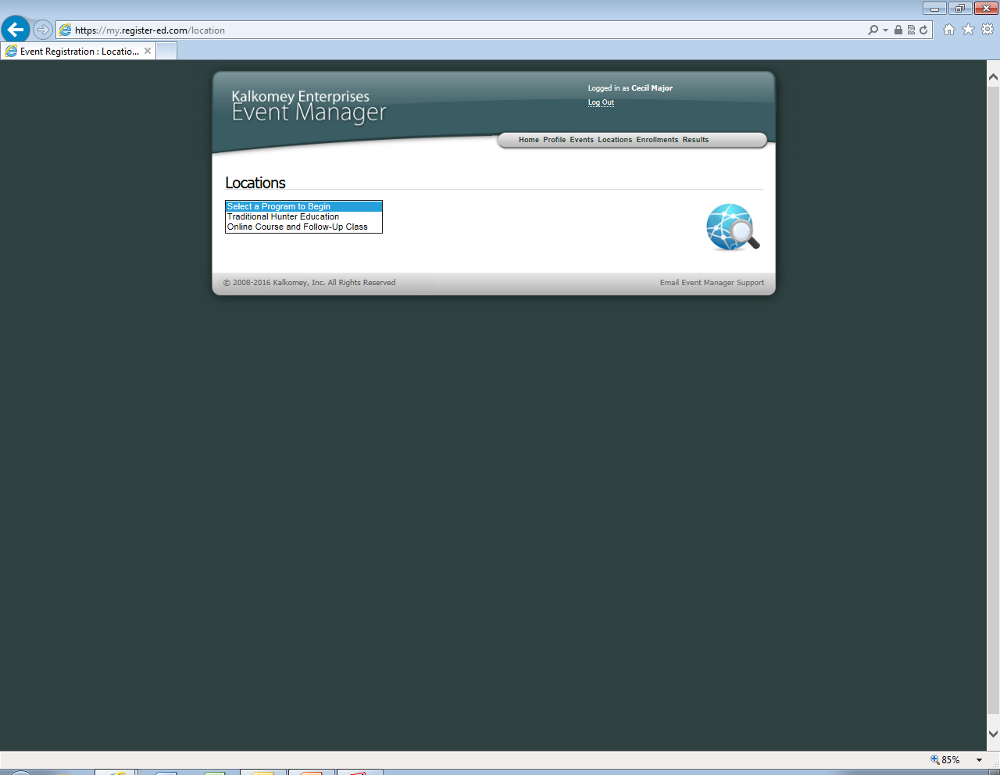 https://my.register-ed.com/location
Event Registration : Locatio...
Kalkomey Enterprises
Event Manager
Logged in as Cecil Major
Log Out
Home Profile Events Locations Enrollments Results
Locations
Select a Program to Begin
Traditional Hunter Education
Online Course and Follow-Up Class
© 2008-2016 Kalkomey, Inc. All Rights Reserved
Email Event Manager Support
85%